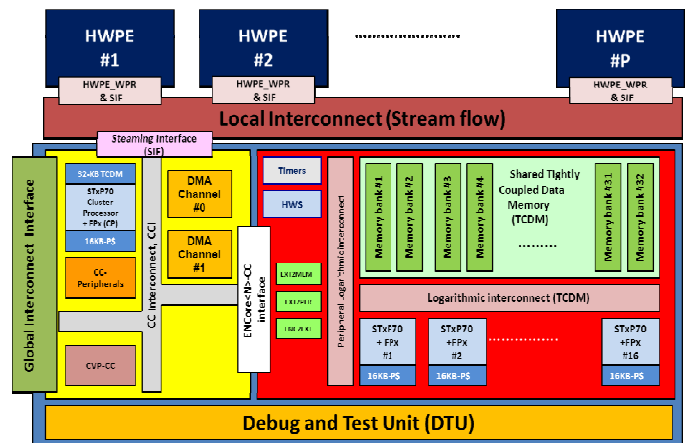 HWPE
#1
HWPE
#2
HWPE
#P
HWPE_WPR
& SIF
HWPE_WPR
& SIF
HWPE_WPR
& SIF
Local Interconnect (Stream flow)
Steaming Interface
(SIF)
Global Interconnect Interface
32-KB TCDM
STxP70
Cluster
Processor
+ FPx (CP)
16KB-P$
CC-
Peripherals
CVP-CC
CC Interconnect, CCI
DMA
Channel
#0
DMA
Channel
#1
ENCore<N>-CC
interface
Timers
HWS
EXT2MEM
EXT2PER
ENC2EXT
Peripheral Logarithmic Interconnect
Memory bank #1
Memory bank #2
Memory bank #3
Memory bank #4
Shared Tightly
Coupled Data
Memory
(TCDM)
Memory bank #31
Memory bank #32
Logarithmic interconnect (TCDM)
STxP70
+ FPx
#1
16KB-P$
STxP70
+FPx
#2
16KB-P$
STxP70
+FPx
#16
16KB-P$
Debug and Test Unit (DTU)